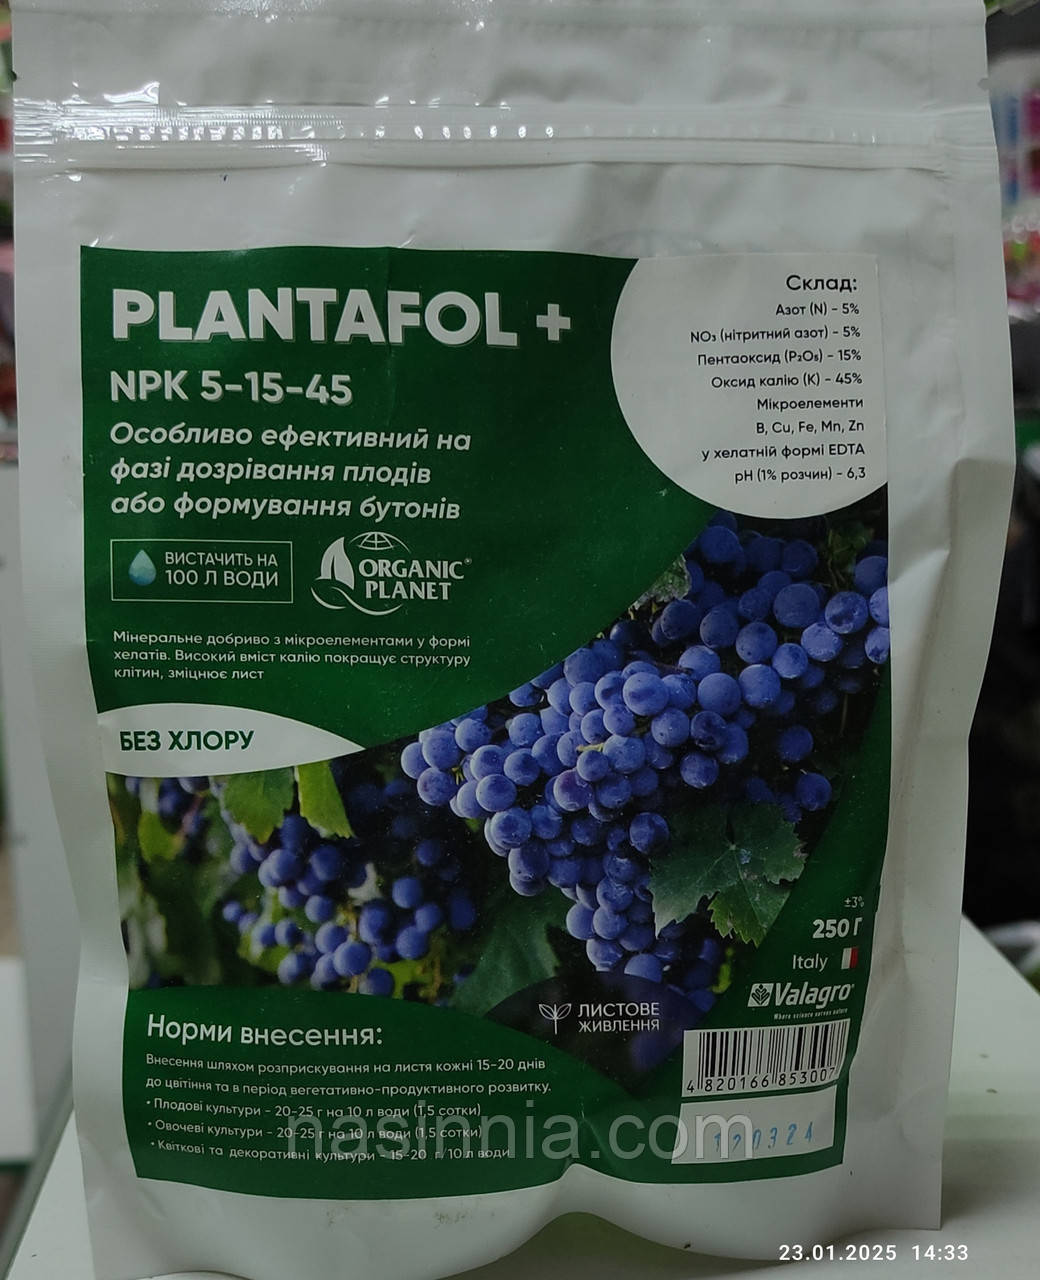 PLANTAFOL +
NPK 5-15-45
Особливо ефективний на
фазі дозрівання плодів
або формування бутонів
ВИСТАЧИТЬ НА
100 Л ВОДИ
ORGANIC®
PLANET
Мінеральне добриво з мікроелементами у формі
хелатів. Високий вміст калію покращує структуру
клітин, зміцнює лист
БЕЗ ХЛОРУ
Склад:
Азот (N) - 5%
NO₃ (нітритний азот) - 5%
Пентаоксид (P₂O₅) - 15%
Оксид калію (К) - 45%
Мікроелементи
B, Cu, Fe, Mn, Zn
у хелатній формі EDTA
pH (1% розчин) - 6,3
±3%
250 Г
Italy
Valagro®
Where science serves nature
ЛИСТОВЕ
ЖИВЛЕННЯ
4 820166 853007
120324
Норми внесення:
Внесення шляхом розприскування на листя кожні 15-20 днів
до цвітіння та в період вегетативно-продуктивного розвитку.
• Плодові культури - 20-25 г на 10 л води (1,5 сотки)
• Овочеві культури - 20-25 г на 10 л води (1,5 сотки)
• Квіткові та декоративні культури - 15-20 г/10 л води
nasinnia.com
23.01.2025 14:33